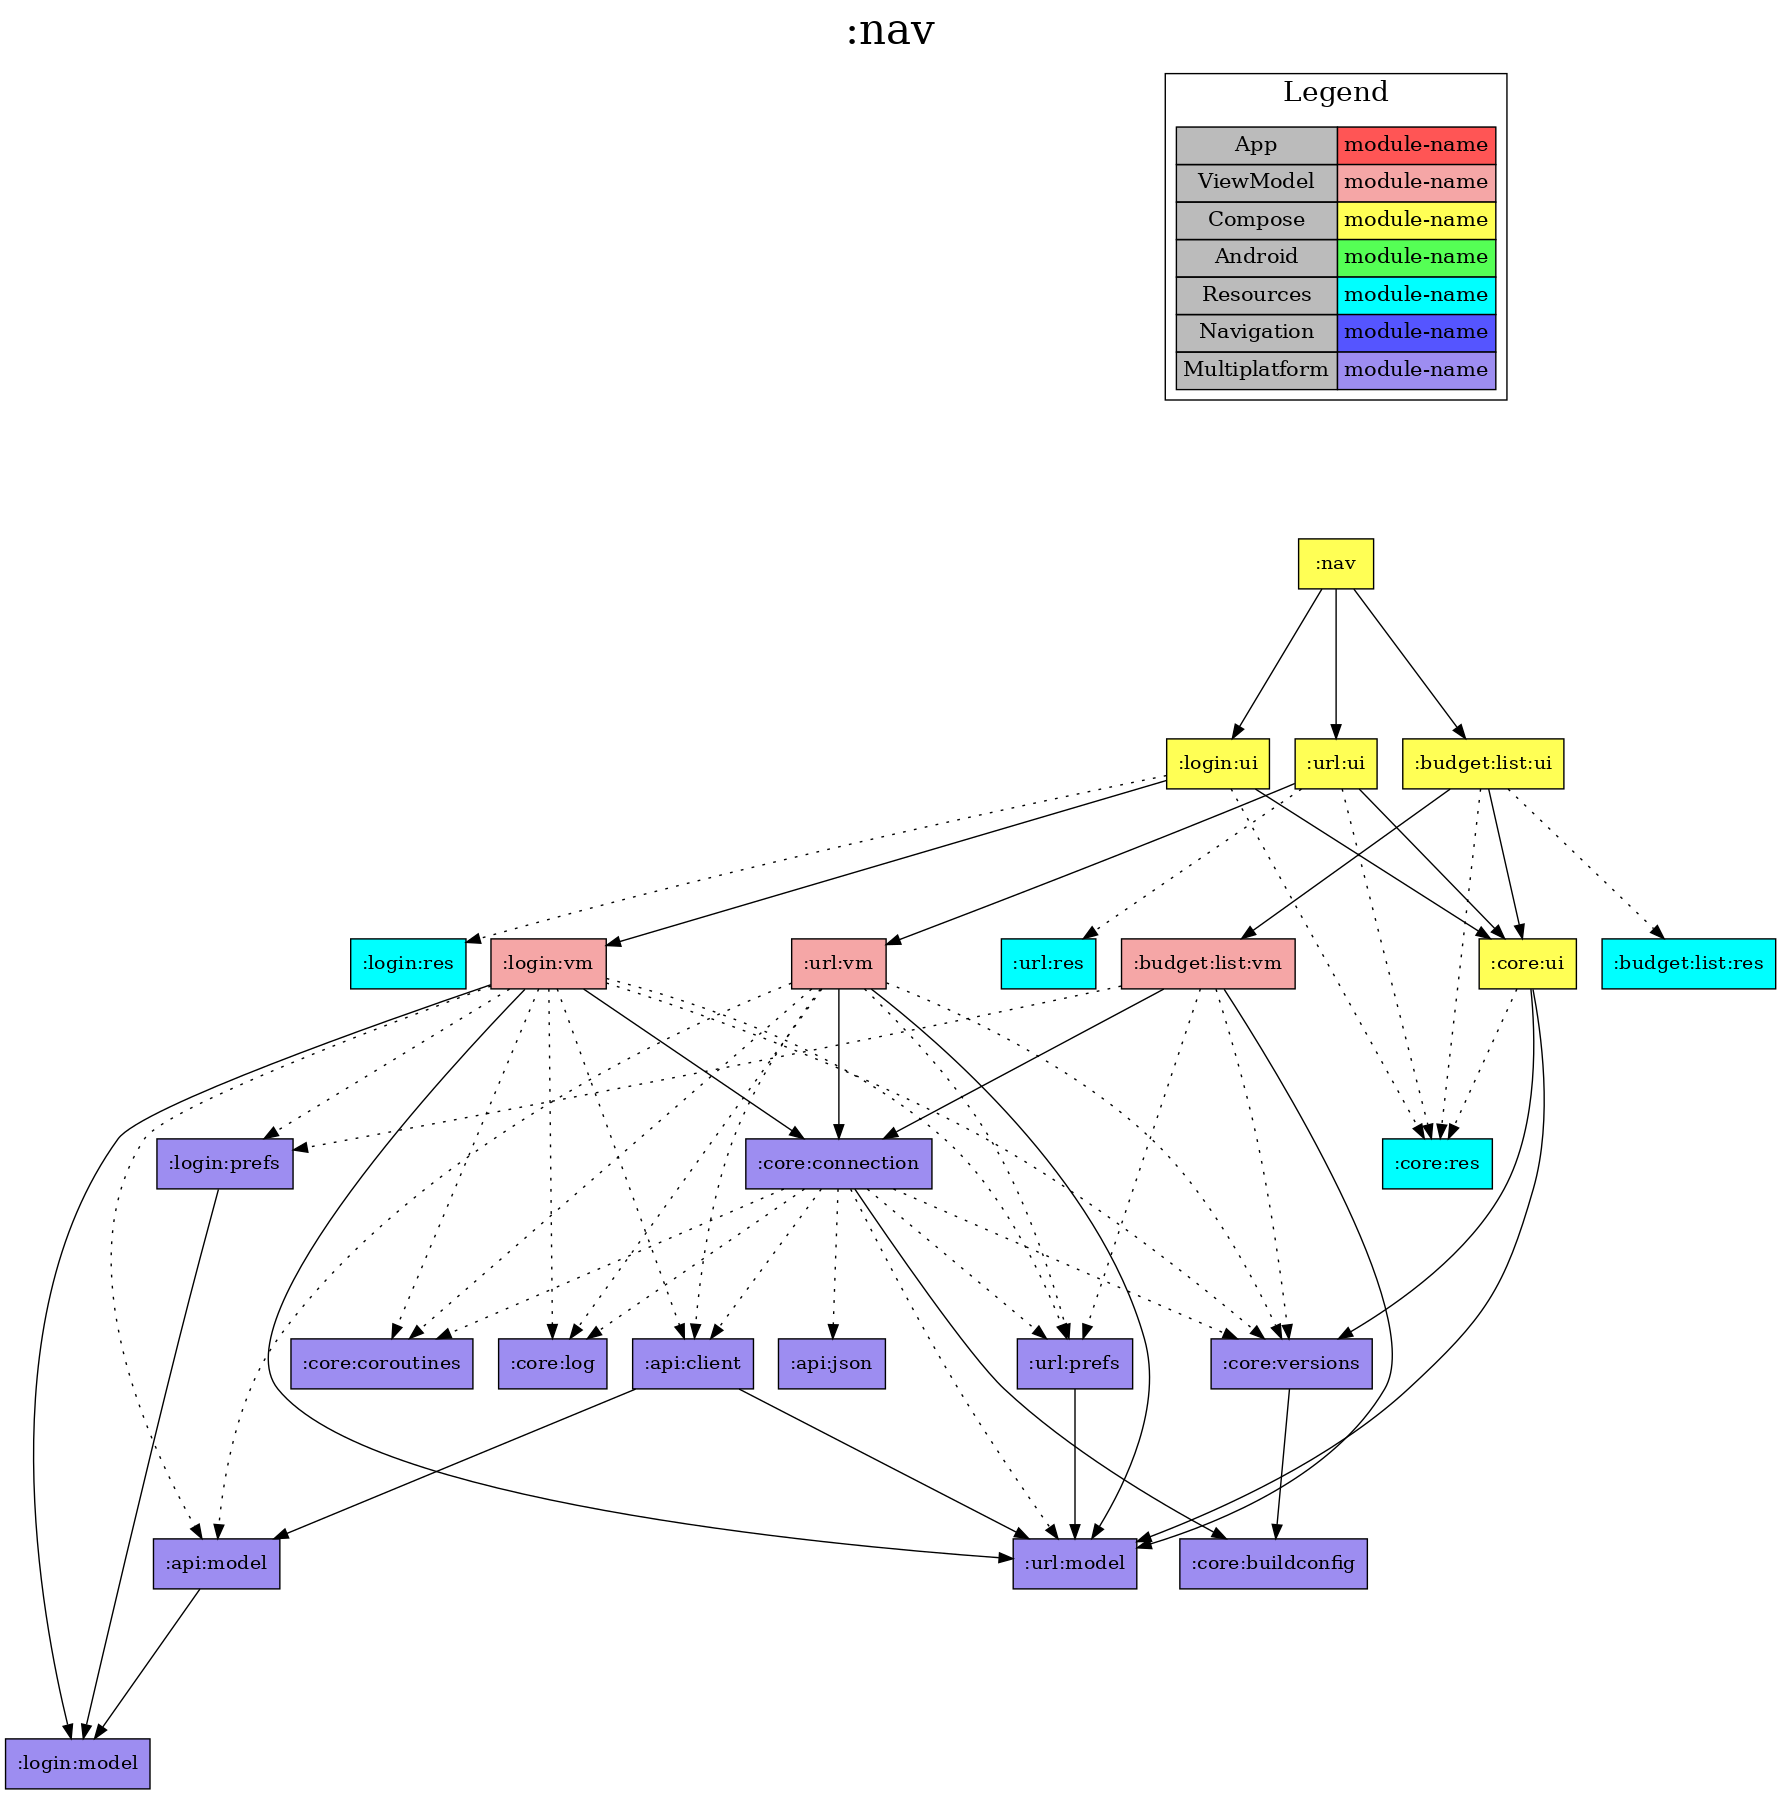 :nav
Legend
App module-name
ViewModel module-name
Compose module-name
Android module-name
Resources module-name
Navigation module-name
Multiplatform module-name
:nav
:login:ui
:url:ui
:budget:list:ui
:login:res
:login:vm
:url:vm
:url:res
:budget:list:vm
:core:ui
:budget:list:res
:login:prefs
:core:connection
:core:res
:core:coroutines
:core:log
:api:client
:api:json
:url:prefs
:core:versions
:api:model
:url:model
:core:buildconfig
:login:model